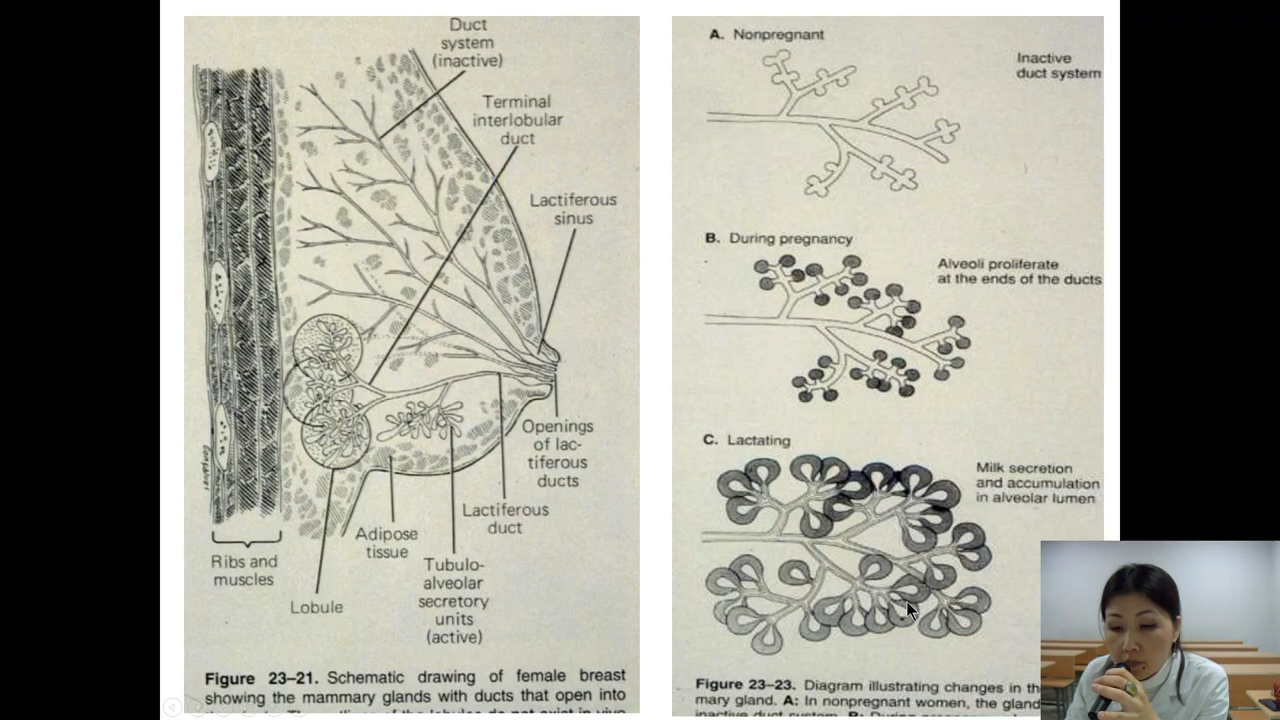 Duct
system
(inactive)
Terminal
interlobular
duct
Lactiferous
sinus
Openings
of lac-
tiferous
ducts
Lactiferous
duct
Adipose
tissue
Tubulo-
alveolar
secretory
units
(active)
Ribs and
muscles
Lobule
Figure 23–21. Schematic drawing of female breast
showing the mammary glands with ducts that open into
A. Nonpregnant
Inactive
duct system
B. During pregnancy
Alveoli proliferate
at the ends of the ducts
C. Lactating
Milk secretion
and accumulation
in alveolar lumen
Figure 23–23. Diagram illustrating changes in th
mary gland. A: In nonpregnant women, the gland